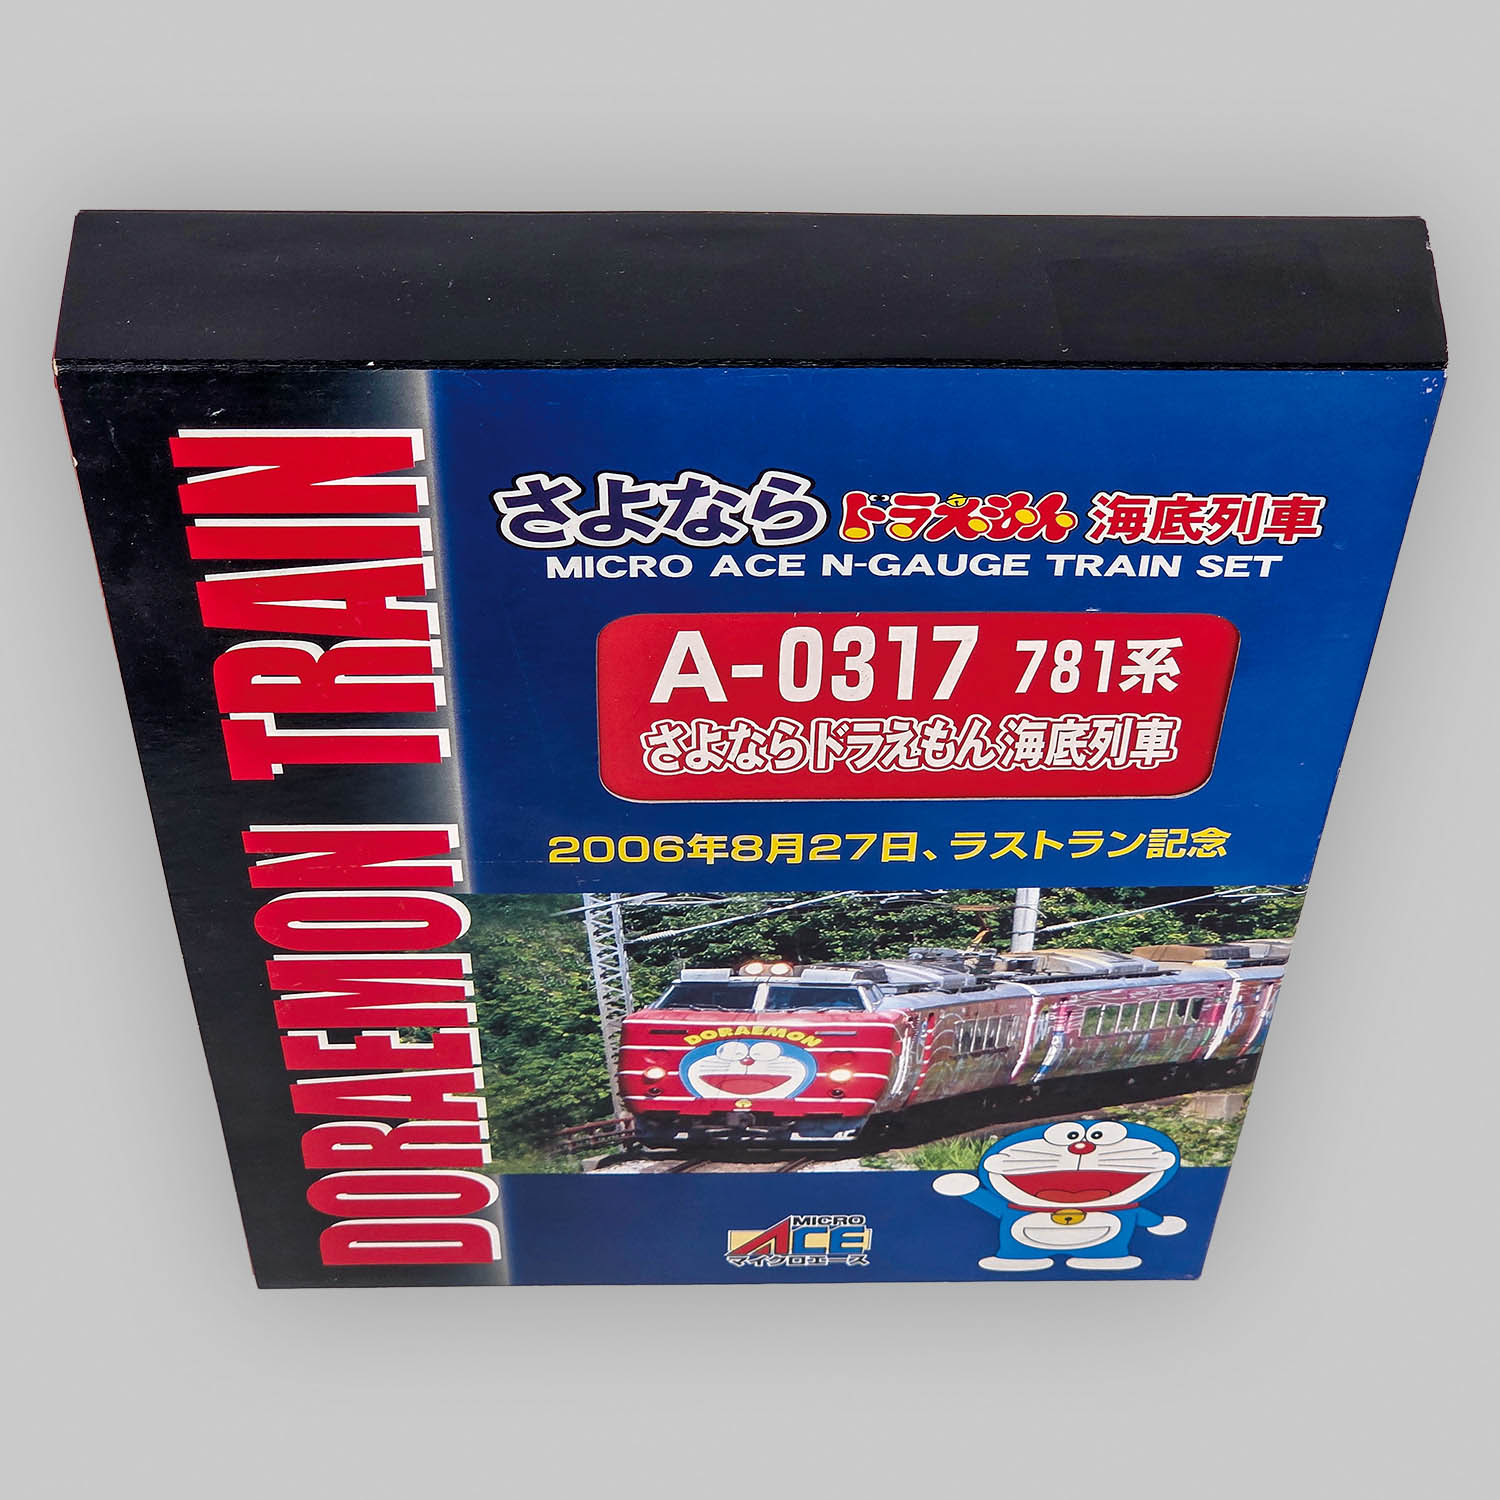 DORAEMON TRAIN
さよなら ドラえもん 海底列車
MICRO ACE N-GAUGE TRAIN SET
A-0317 781系
さよならドラえもん海底列車
2006年8月27日、ラストラン記念
DORAEMON
MICRO
ACE
マイクロエース